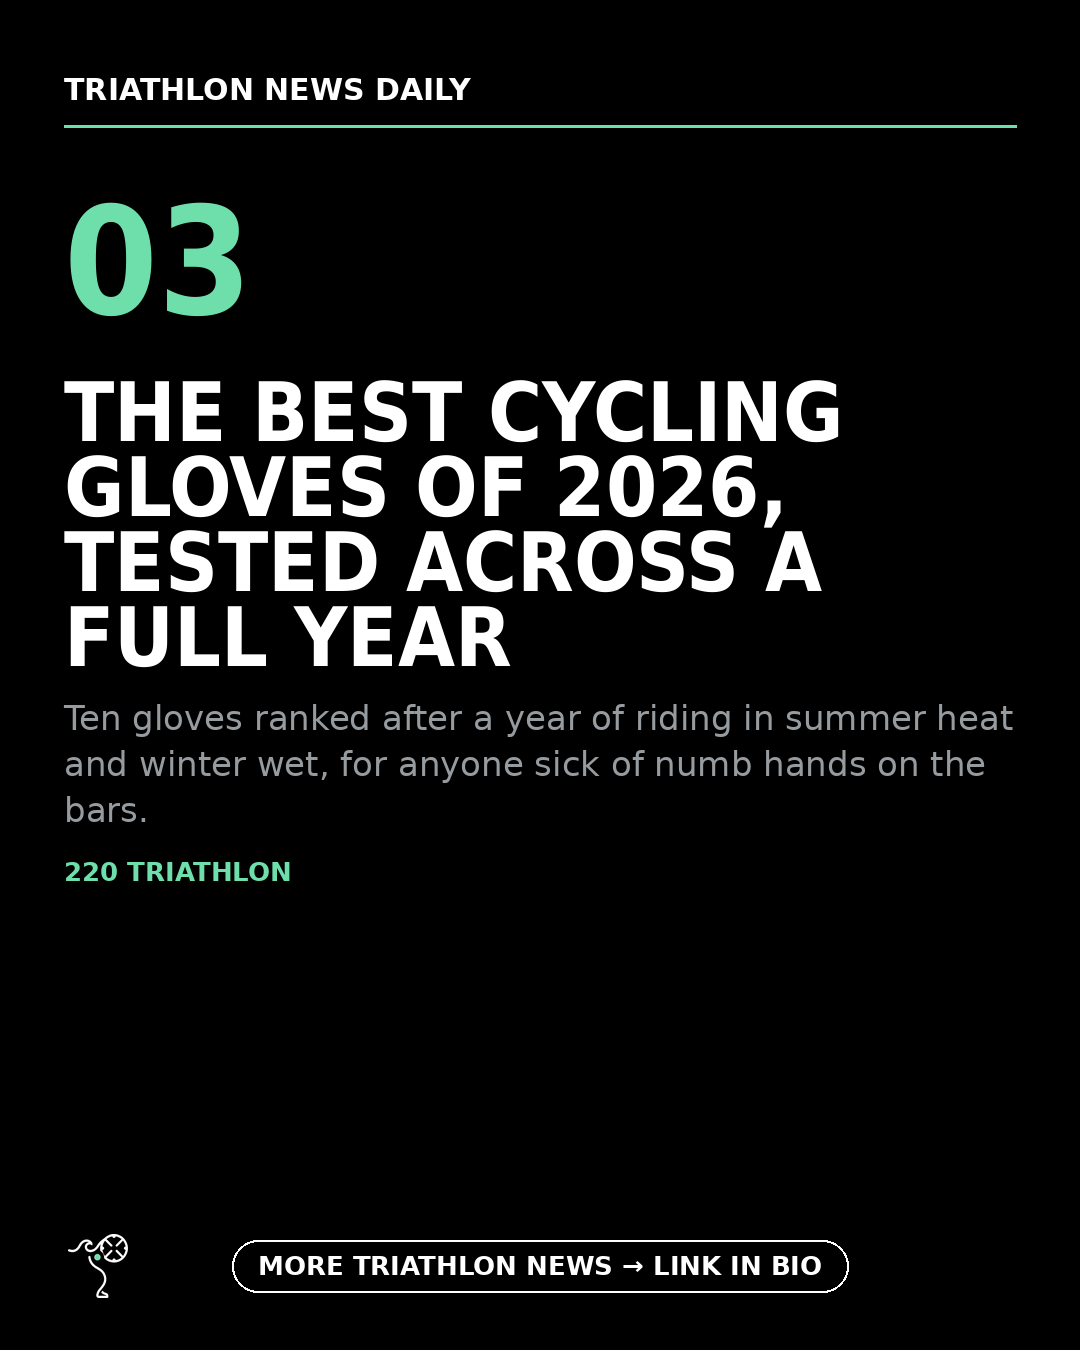 TRIATHLON NEWS DAILY
03
THE BEST CYCLING
GLOVES OF 2026,
TESTED ACROSS A
FULL YEAR
Ten gloves ranked after a year of riding in summer heat
and winter wet, for anyone sick of numb hands on the
bars.
220 TRIATHLON
MORE TRIATHLON NEWS → LINK IN BIO